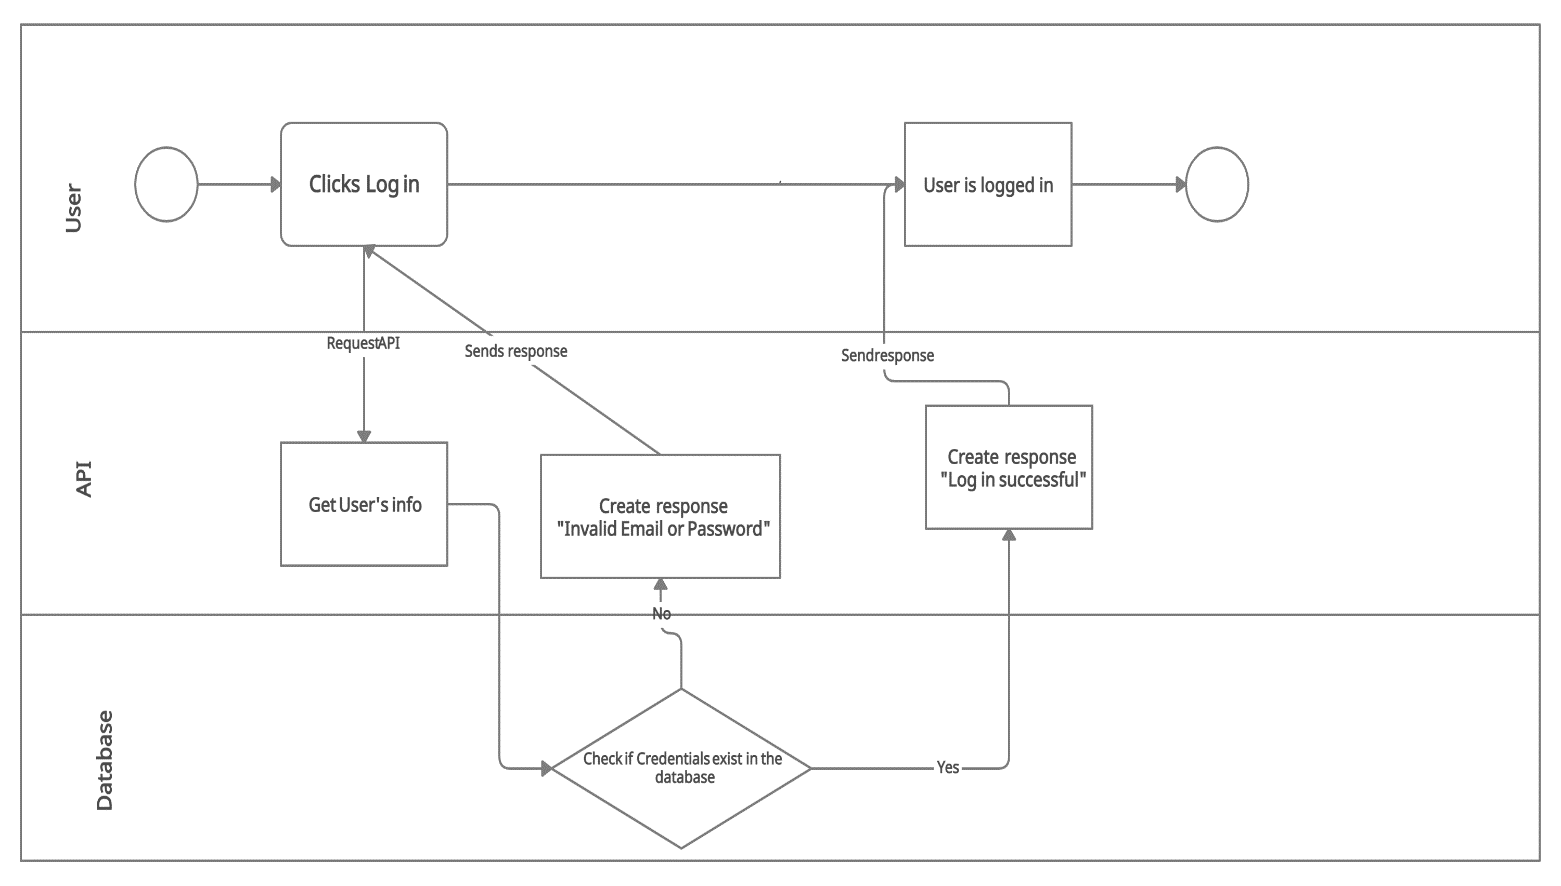 User
Clicks Log in
User is logged in
RequestAPI
Sends response
Sendresponse
API
Get User's info
Create response
"Invalid Email or Password"
Create response
"Log in successful"
No
Database
Check if Credentials exist in the
database
Yes